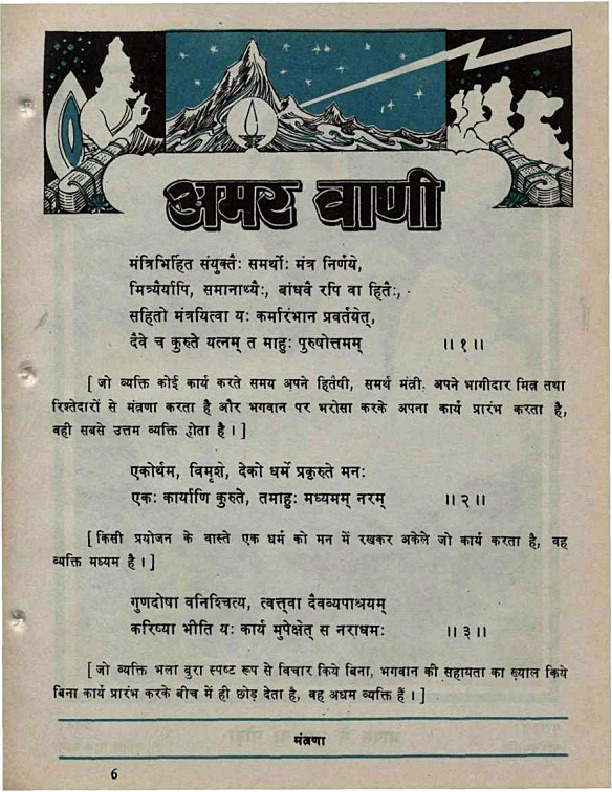 अमर वाणी
मंत्रिभिहित संयुक्तैः समर्थोः मंत्र निर्णये,
मित्र्यैर्यापि, समानार्थ्यैः, बांधवै रपि वा हितैः,
सहितो मंत्रयित्वा यः कर्मारंभान प्रवर्तयेत्,
दैवे च कुरुते यत्नम् त माहुः पुरुषोत्तमम् ॥१॥
[ जो व्यक्ति कोई कार्य करते समय अपने हितैषी, समर्थ मंत्री. अपने भागीदार मित्र तथा
रिश्तेदारों से मंत्रणा करता है और भगवान पर भरोसा करके अपना कार्य प्रारंभ करता है,
वही सबसे उत्तम व्यक्ति होता है । ]
एकोर्थम, विमृशे, देको धर्मे प्रकुरुते मनः
एकः कार्याणि कुरुते, तमाहुः मध्यमम् नरम् ॥२॥
[ किसी प्रयोजन के वास्ते एक धर्म को मन में रखकर अकेले जो कार्य करता है, वह
व्यक्ति मध्यम है । ]
गुणदोषा वनिश्चित्य, त्वत्त्वा दैवव्यपाश्रयम्
करिष्या भीति यः कार्य मुपेक्षेत् स नराधमः ॥३॥
[ जो व्यक्ति भला बुरा स्पष्ट रूप से विचार किये बिना, भगवान की सहायता का ख्याल किये
बिना कार्य प्रारंभ करके बीच में ही छोड़ देता है, वह अधम व्यक्ति हैं । ]
मंत्रणा
6